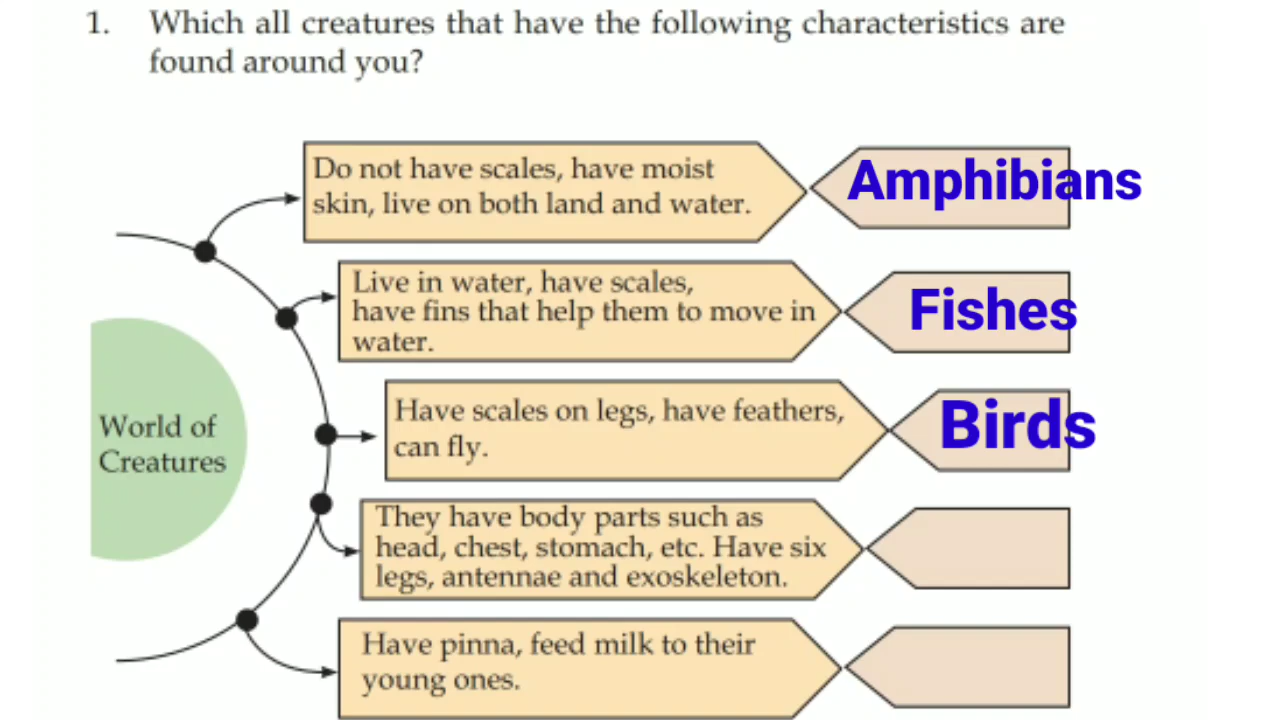 1. Which all creatures that have the following characteristics are
found around you?
Do not have scales, have moist
skin, live on both land and water.
Amphibians
Live in water, have scales,
have fins that help them to move in
water.
Fishes
Have scales on legs, have feathers,
can fly.
Birds
World of
Creatures
They have body parts such as
head, chest, stomach, etc. Have six
legs, antennae and exoskeleton.
Have pinna, feed milk to their
young ones.